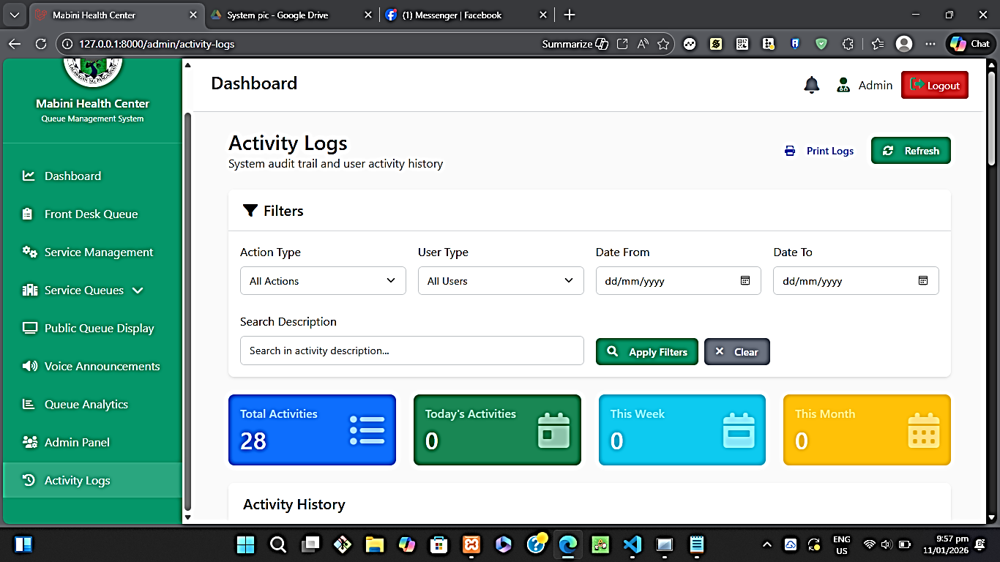 Mabini Health Center
System pic - Google Drive
(1) Messenger | Facebook
127.0.0.1:8000/admin/activity-logs
Summarize
Chat
Mabini Health Center
Queue Management System
Dashboard
Front Desk Queue
Service Management
Service Queues
Public Queue Display
Voice Announcements
Queue Analytics
Admin Panel
Activity Logs
Dashboard
Admin
Logout
Activity Logs
System audit trail and user activity history
Print Logs
Refresh
Filters
Action Type
User Type
Date From
Date To
All Actions
All Users
dd/mm/yyyy
dd/mm/yyyy
Search Description
Search in activity description...
Apply Filters
Clear
Total Activities
28
Today's Activities
0
This Week
0
This Month
0
Activity History
ENG
US
9:57 pm
11/01/2026